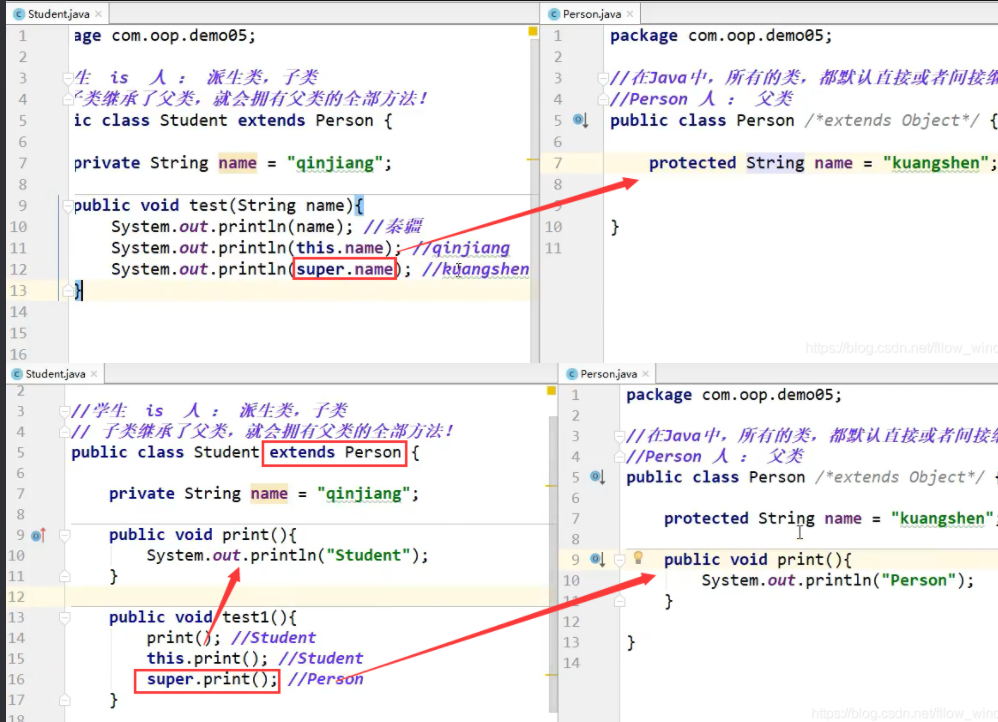 Student.java
1 age com.oop.demo05;
2
3 生 is 人 : 派生类,子类
4 子类继承了父类,就会拥有父类的全部方法!
5 ic class Student extends Person {
6
7 private String name = "qinjiang";
8
9 public void test(String name){
10 System.out.println(name); //秦疆
11 System.out.println(this.name); //qinjiang
12 System.out.println(super.name); //kuangshen
13 }
14
15
16
Person.java
1 package com.oop.demo05;
2
3 //在Java中,所有的类,都默认直接或者间接继
4 //Person 人 : 父类
5 public class Person /*extends Object*/ {
6
7 protected String name = "kuangshen";
8
9
10 }
11
https://blog.csdn.net/fllow_wind
Student.java
2
3 //学生 is 人 : 派生类,子类
4 // 子类继承了父类,就会拥有父类的全部方法!
5 public class Student extends Person {
6
7 private String name = "qinjiang";
8
9 public void print(){
10 System.out.println("Student");
11 }
12
13 public void test1(){
14 print(); //Student
15 this.print(); //Student
16 super.print(); //Person
17 }
18
Person.java
1 package com.oop.demo05;
2
3 //在Java中,所有的类,都默认直接或者间接继
4 //Person 人 : 父类
5 public class Person /*extends Object*/ {
6
7 protected String name = "kuangshen";
8
9 public void print(){
10 System.out.println("Person");
11 }
12
13 }
14
https://blog.csdn.net/fllow_wind